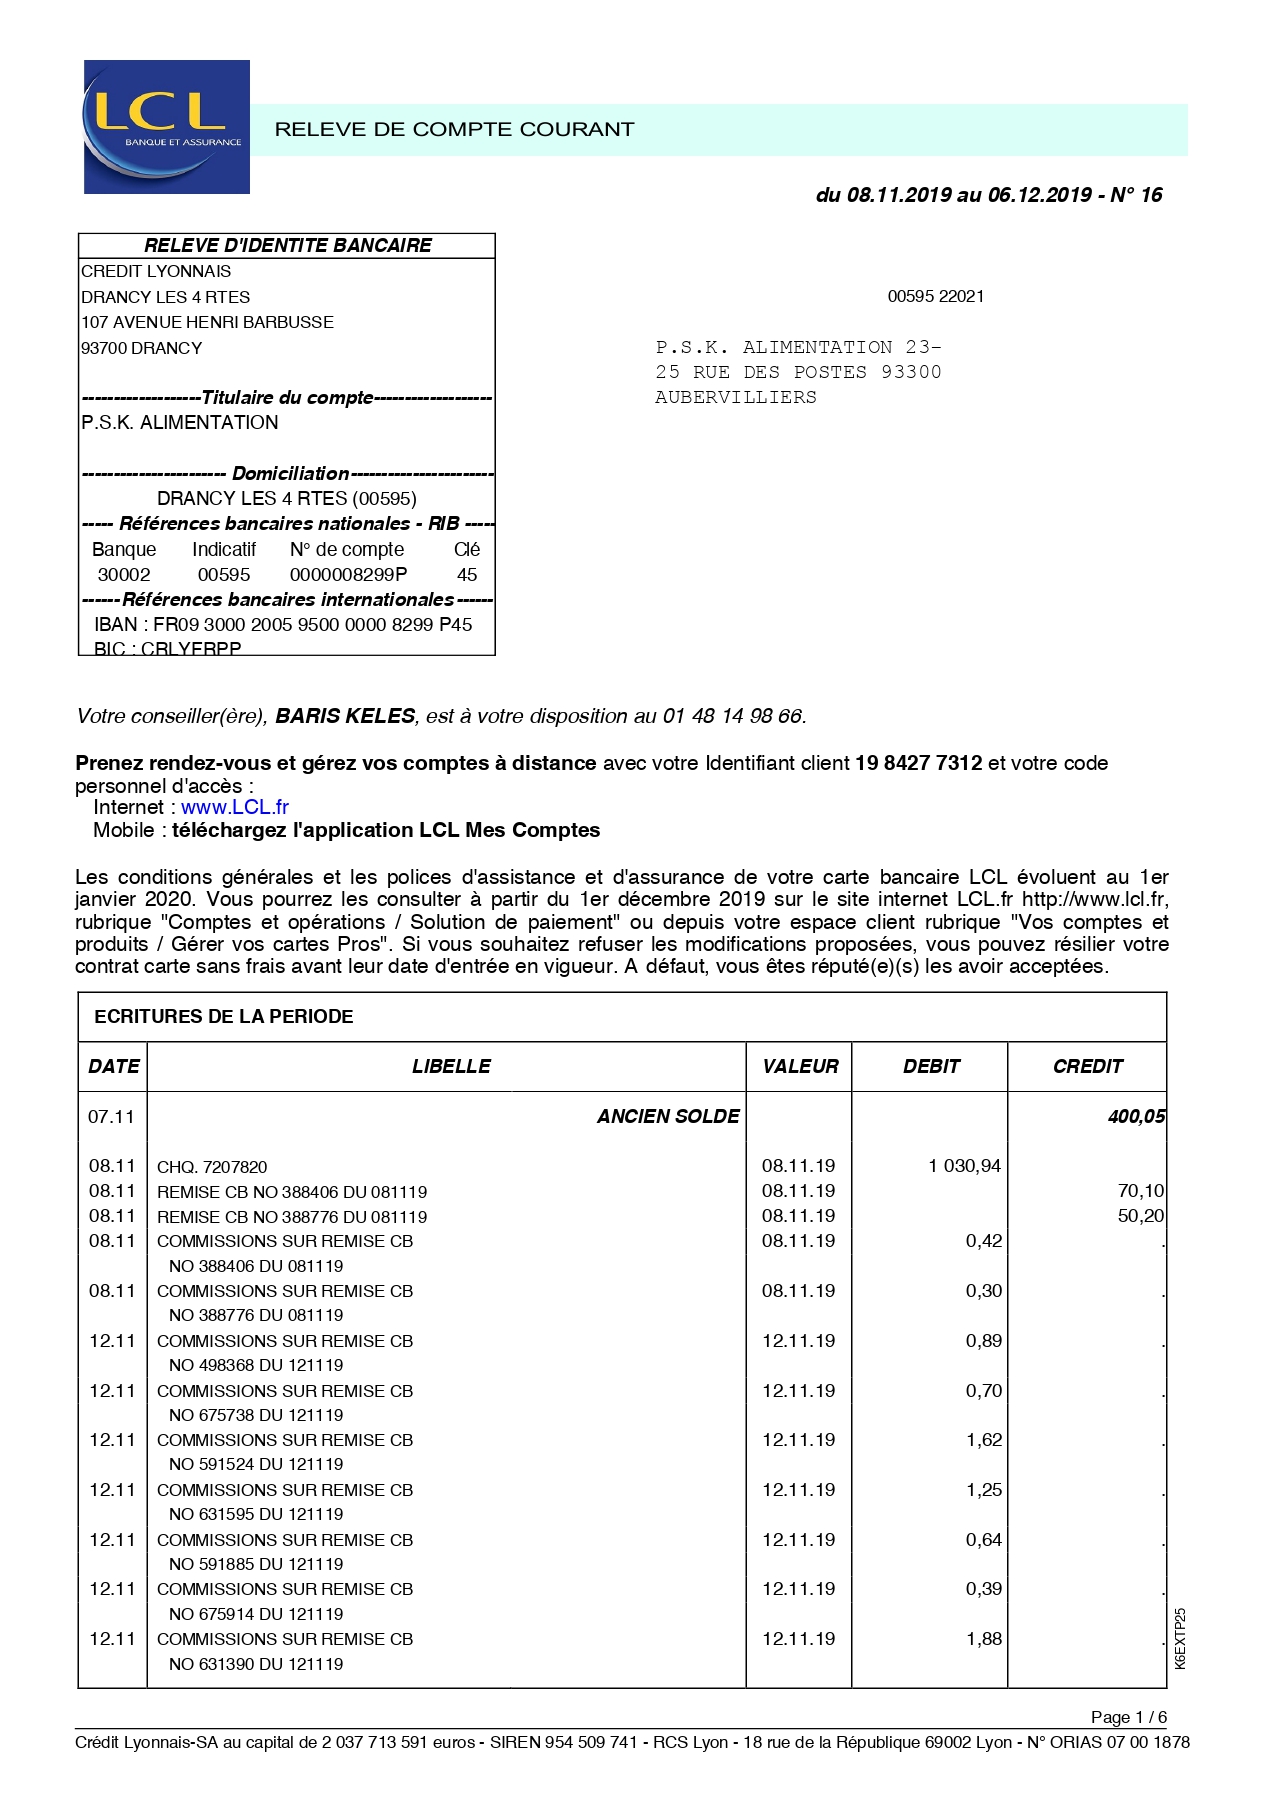 LCL
BANQUE ET ASSURANCE
RELEVE DE COMPTE COURANT
du 08.11.2019 au 06.12.2019 - N° 16
RELEVE D'IDENTITE BANCAIRE
CREDIT LYONNAIS
DRANCY LES 4 RTES
107 AVENUE HENRI BARBUSSE
93700 DRANCY
-------------------Titulaire du compte-------------------
P.S.K. ALIMENTATION
----------------------- Domiciliation-----------------------
DRANCY LES 4 RTES (00595)
----- Références bancaires nationales - RIB -----
Banque Indicatif N° de compte Clé
30002 00595 0000008299P 45
------Références bancaires internationales------
IBAN : FR09 3000 2005 9500 0000 8299 P45
BIC : CRLYFRPP
00595 22021
P.S.K. ALIMENTATION 23-
25 RUE DES POSTES 93300
AUBERVILLIERS
Votre conseiller(ère), BARIS KELES, est à votre disposition au 01 48 14 98 66.
Prenez rendez-vous et gérez vos comptes à distance avec votre Identifiant client 19 8427 7312 et votre code
personnel d'accès :
Internet : www.LCL.fr
Mobile : téléchargez l'application LCL Mes Comptes
Les conditions générales et les polices d'assistance et d'assurance de votre carte bancaire LCL évoluent au 1er
janvier 2020. Vous pourrez les consulter à partir du 1er décembre 2019 sur le site internet LCL.fr http://www.lcl.fr,
rubrique "Comptes et opérations / Solution de paiement" ou depuis votre espace client rubrique "Vos comptes et
produits / Gérer vos cartes Pros". Si vous souhaitez refuser les modifications proposées, vous pouvez résilier votre
contrat carte sans frais avant leur date d'entrée en vigueur. A défaut, vous êtes réputé(e)(s) les avoir acceptées.
ECRITURES DE LA PERIODE
DATE LIBELLE VALEUR DEBIT CREDIT
07.11 ANCIEN SOLDE 400,05
08.11 CHQ. 7207820 08.11.19 1 030,94
08.11 REMISE CB NO 388406 DU 081119 08.11.19 70,10
08.11 REMISE CB NO 388776 DU 081119 08.11.19 50,20
08.11 COMMISSIONS SUR REMISE CB 08.11.19 0,42 .
NO 388406 DU 081119
08.11 COMMISSIONS SUR REMISE CB 08.11.19 0,30 .
NO 388776 DU 081119
12.11 COMMISSIONS SUR REMISE CB 12.11.19 0,89 .
NO 498368 DU 121119
12.11 COMMISSIONS SUR REMISE CB 12.11.19 0,70 .
NO 675738 DU 121119
12.11 COMMISSIONS SUR REMISE CB 12.11.19 1,62 .
NO 591524 DU 121119
12.11 COMMISSIONS SUR REMISE CB 12.11.19 1,25 .
NO 631595 DU 121119
12.11 COMMISSIONS SUR REMISE CB 12.11.19 0,64 .
NO 591885 DU 121119
12.11 COMMISSIONS SUR REMISE CB 12.11.19 0,39 .
NO 675914 DU 121119
12.11 COMMISSIONS SUR REMISE CB 12.11.19 1,88 .
NO 631390 DU 121119
K6EXTP25
Page 1 / 6
Crédit Lyonnais-SA au capital de 2 037 713 591 euros - SIREN 954 509 741 - RCS Lyon - 18 rue de la République 69002 Lyon - N° ORIAS 07 00 1878